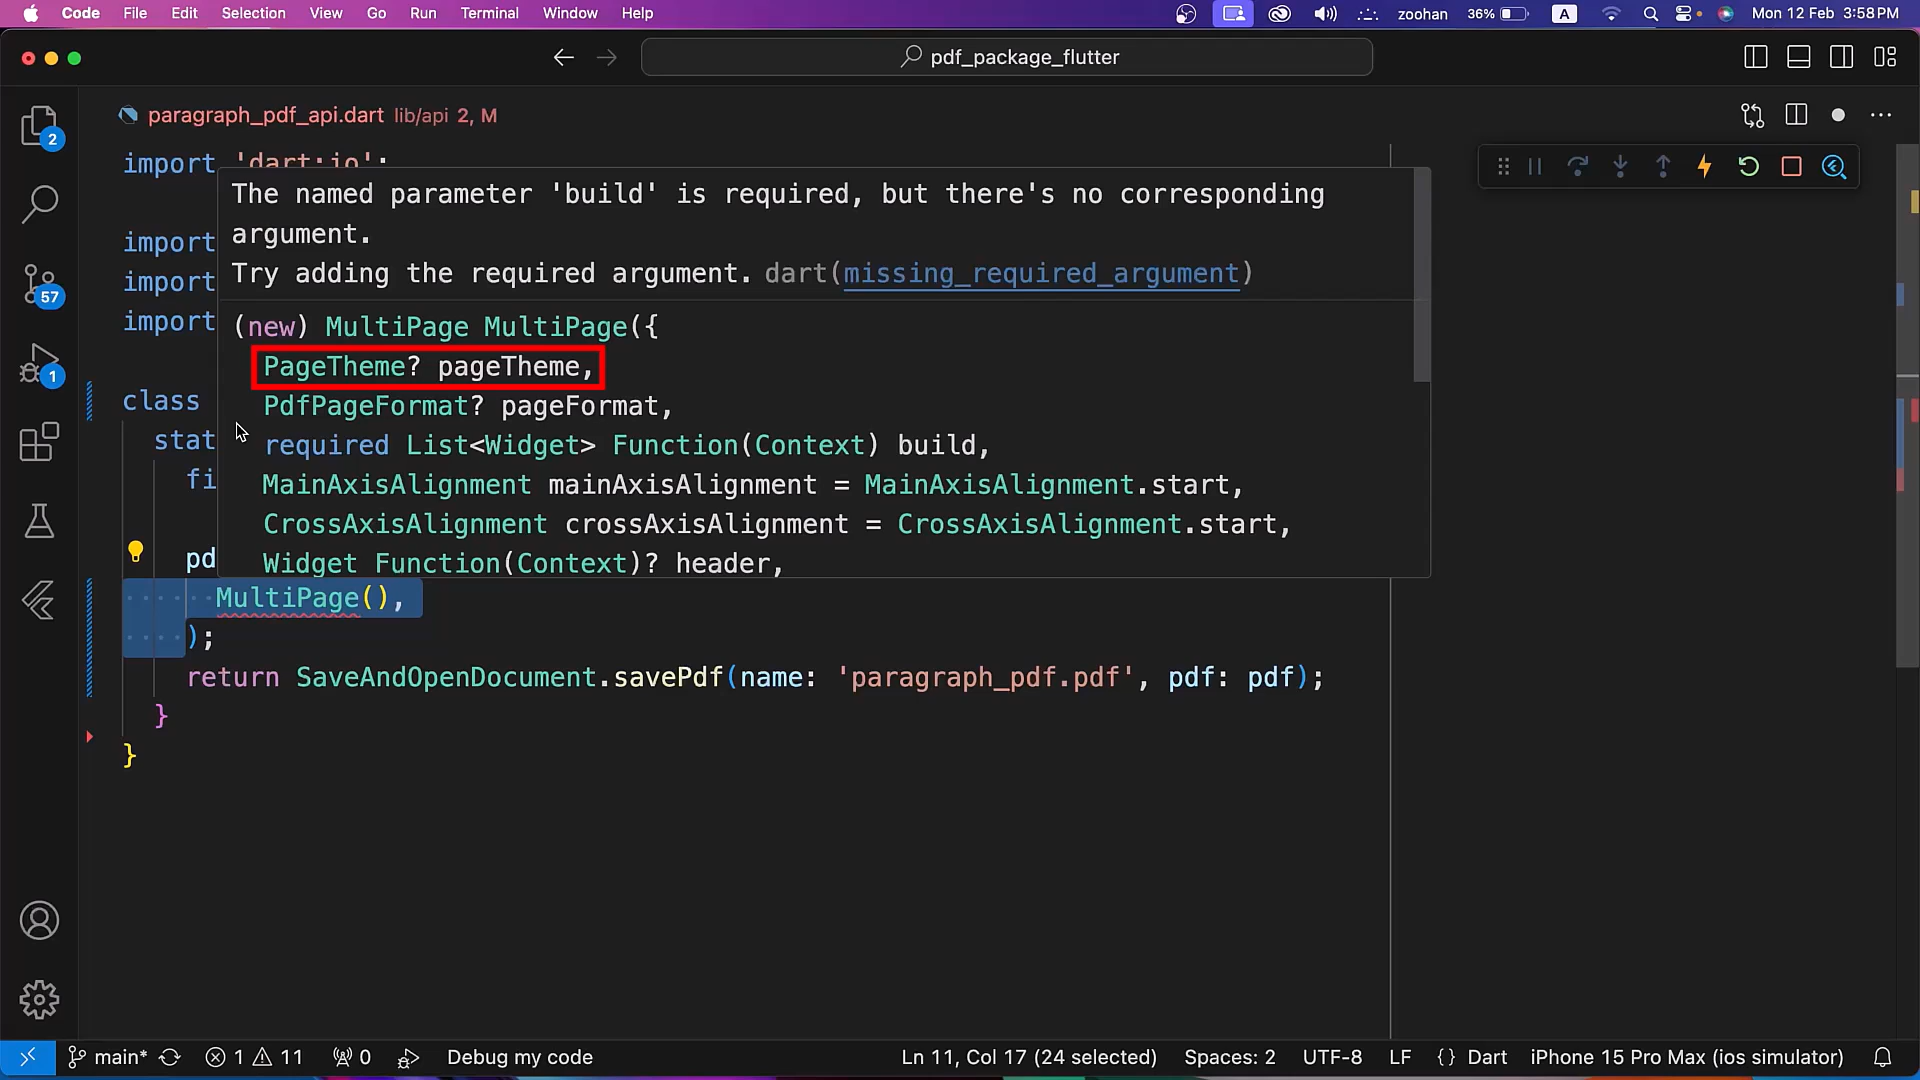 Code File Edit Selection View Go Run Terminal Window Help zoohan 36% A Mon 12 Feb 3:58PM
pdf_package_flutter
paragraph_pdf_api.dart lib/api 2, M
2
57
1
import 'dart:io';
import
import
import
class
stat
fi
pd
The named parameter 'build' is required, but there's no corresponding
argument.
Try adding the required argument. dart(missing_required_argument)
(new) MultiPage MultiPage({
PageTheme? pageTheme,
PdfPageFormat? pageFormat,
required List<Widget> Function(Context) build,
MainAxisAlignment mainAxisAlignment = MainAxisAlignment.start,
CrossAxisAlignment crossAxisAlignment = CrossAxisAlignment.start,
Widget Function(Context)? header,
MultiPage(),
);
return SaveAndOpenDocument.savePdf(name: 'paragraph_pdf.pdf', pdf: pdf);
}
}
main* 1 11 0 Debug my code Ln 11, Col 17 (24 selected) Spaces: 2 UTF-8 LF {} Dart iPhone 15 Pro Max (ios simulator)